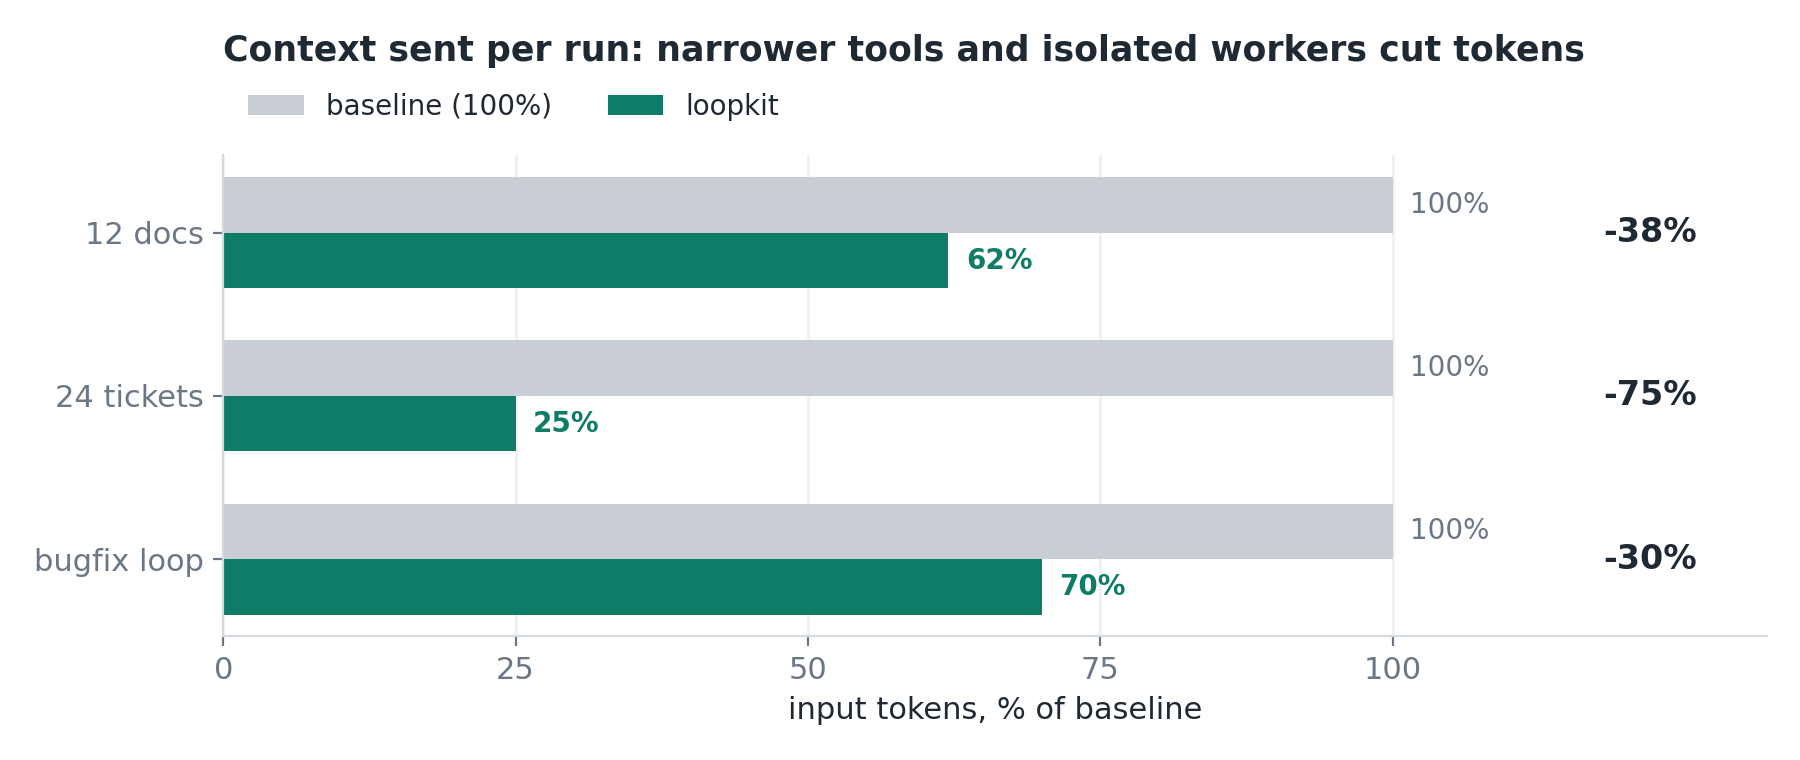 Context sent per run: narrower tools and isolated workers cut tokens
baseline (100%) loopkit
12 docs 100% 62% -38%
24 tickets 100% 25% -75%
bugfix loop 100% 70% -30%
0 25 50 75 100
input tokens, % of baseline